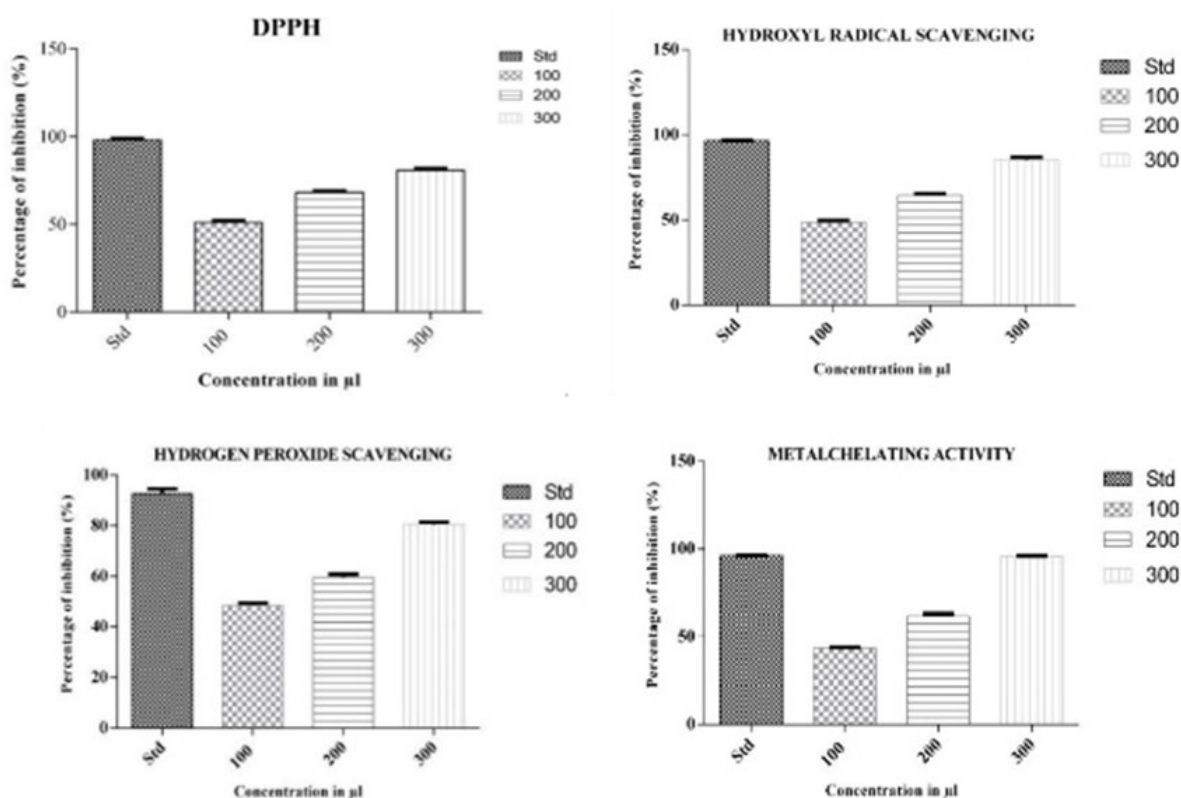 DPPH
Percentage of inhibition (%)
150
100
50
0
Std
100
200
300
Concentration in µl
Std
100
200
300
HYDROXYL RADICAL SCAVENGING
Percentage of inhibition (%)
150
100
50
0
Std
100
200
300
Concentration in µl
Std
100
200
300
HYDROGEN PEROXIDE SCAVENGING
Percentage of inhibition (%)
100
80
60
40
20
0
Std
100
200
300
Concentration in µl
Std
100
200
300
METALCHELATING ACTIVITY
Percentage of inhibition (%)
150
100
50
0
Std
100
200
300
Concentration in µl
Std
100
200
300